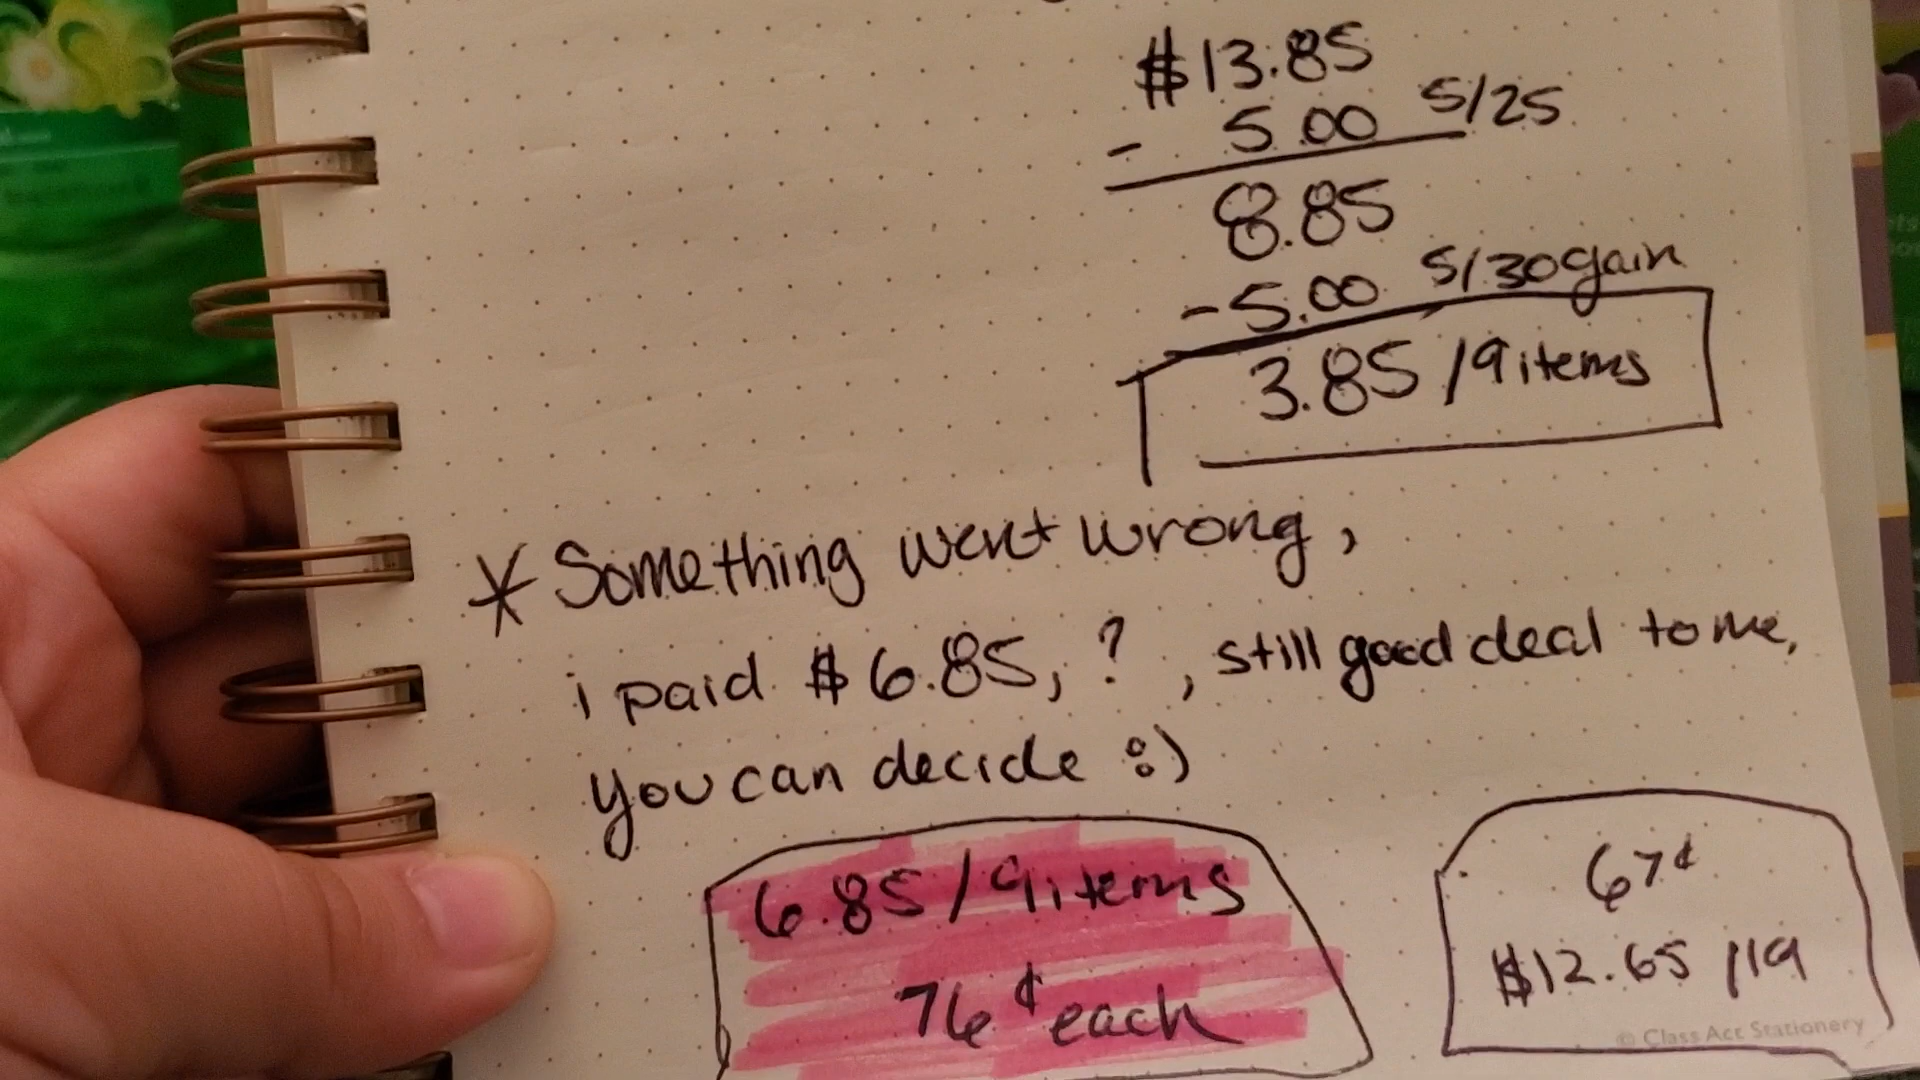 $13.85
- 5.00 5/25
8.85
-5.00 5/30 gain
3.85 /9 items
* Something went wrong,
i paid $6.85, ? , still good deal to me,
you can decide :)
6.85/9 items
76¢ each
67¢
$12.65 /19
© Class Act Stationery